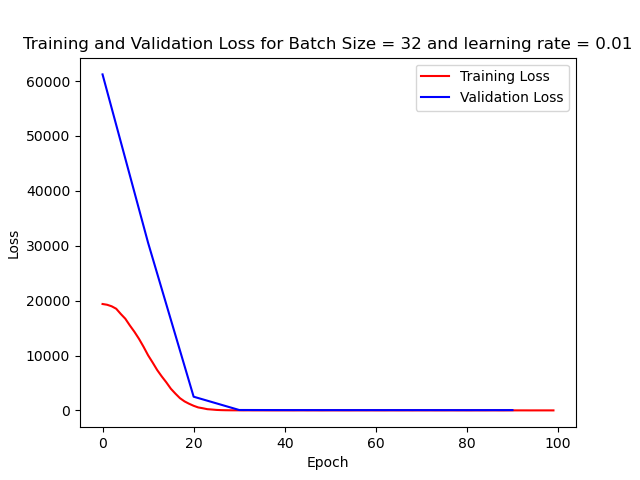 Training and Validation Loss for Batch Size = 32 and learning rate = 0.01
Training Loss
Validation Loss
60000
50000
40000
30000
20000
10000
0
Loss
0 20 40 60 80 100
Epoch